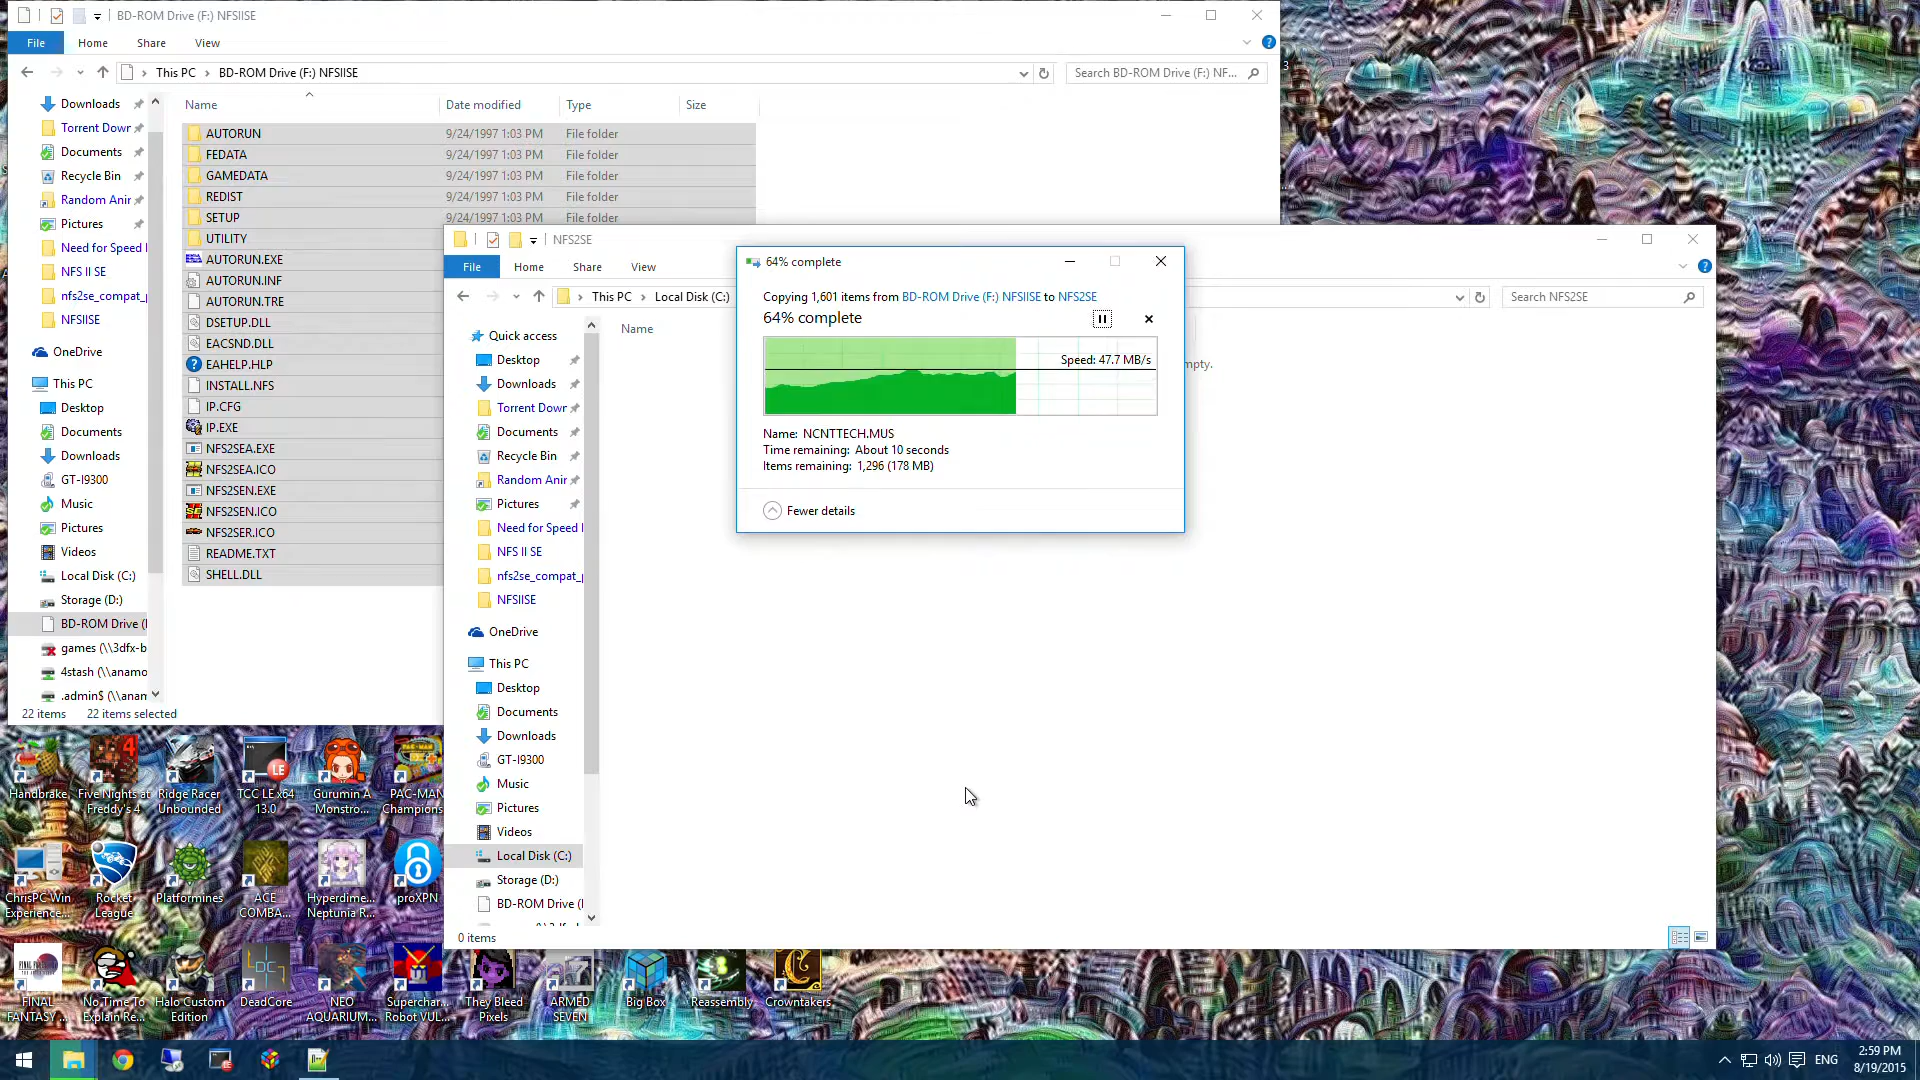 BD-ROM Drive (F:) NFSIISE
File Home Share View
This PC BD-ROM Drive (F:) NFSIISE
Search BD-ROM Drive (F:) NF...
Name Date modified Type Size
Downloads
Torrent Dowr
Documents
Recycle Bin
Random Anir
Pictures
Need for Speed I
NFS II SE
nfs2se_compat_p
NFSIISE
OneDrive
This PC
Desktop
Documents
Downloads
GT-I9300
Music
Pictures
Videos
Local Disk (C:)
Storage (D:)
BD-ROM Drive (I
games (\\3dfx-b
4stash (\\anamo
.admin$ (\\anam
AUTORUN 9/24/1997 1:03 PM File folder
FEDATA 9/24/1997 1:03 PM File folder
GAMEDATA 9/24/1997 1:03 PM File folder
REDIST 9/24/1997 1:03 PM File folder
SETUP 9/24/1997 1:03 PM File folder
UTILITY
AUTORUN.EXE
AUTORUN.INF
AUTORUN.TRE
DSETUP.DLL
EACSND.DLL
EAHELP.HLP
INSTALL.NFS
IP.CFG
IP.EXE
NFS2SEA.EXE
NFS2SEA.ICO
NFS2SEN.EXE
NFS2SEN.ICO
NFS2SER.ICO
README.TXT
SHELL.DLL
22 items 22 items selected
NFS2SE
File Home Share View
This PC Local Disk (C:)
Search NFS2SE
Name
mpty.
Quick access
Desktop
Downloads
Torrent Dowr
Documents
Recycle Bin
Random Anir
Pictures
Need for Speed I
NFS II SE
nfs2se_compat_p
NFSIISE
OneDrive
This PC
Desktop
Documents
Downloads
GT-I9300
Music
Pictures
Videos
Local Disk (C:)
Storage (D:)
BD-ROM Drive (I
0 items
64% complete
Copying 1,601 items from BD-ROM Drive (F:) NFSIISE to NFS2SE
64% complete
Speed: 47.7 MB/s
Name: NCNTTECH.MUS
Time remaining: About 10 seconds
Items remaining: 1,296 (178 MB)
Fewer details
Handbrake
Five Nights at
Freddy's 4
Ridge Racer
Unbounded
TCC LE x64
13.0
Gurumin A
Monstro...
PAC-MAN
Champions
ChrisPC Win
Experience...
Rocket
League
Platformines
ACE
COMBA...
Hyperdime...
Neptunia R...
proXPN
FINAL
FANTASY ...
No Time To
Explain Re...
Halo Custom
Edition
DeadCore
NEO
AQUARIUM...
Superchar...
Robot VUL...
They Bleed
Pixels
ARMED
SEVEN
Big Box
Reassembly
Crowntakers
ENG
2:59 PM
8/19/2015